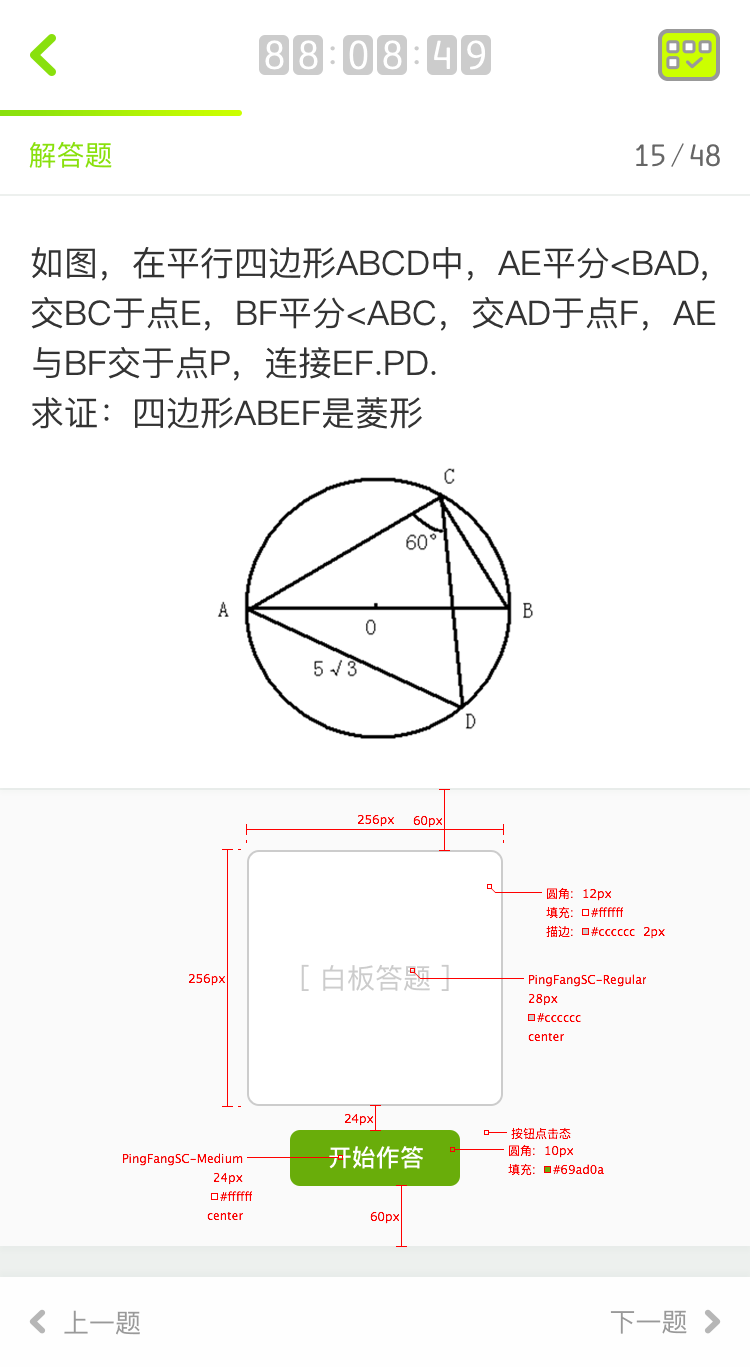 88:08:49
解答题
15/48
如图，在平行四边形ABCD中，AE平分<BAD,
交BC于点E，BF平分<ABC，交AD于点F，AE
与BF交于点P，连接EF.PD.
求证：四边形ABEF是菱形
C
60°
A
B
O
5√3
D
256px
60px
圆角：12px
填充：#ffffff
描边：#cccccc 2px
256px
[ 白板答题 ]
PingFangSC-Regular
28px
#cccccc
center
24px
按钮点击态
圆角：10px
填充：#69ad0a
开始作答
PingFangSC-Medium
24px
#ffffff
center
60px
上一题
下一题